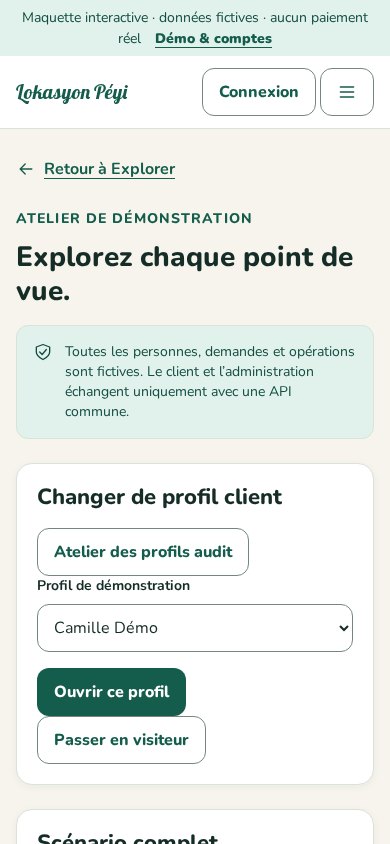 Maquette interactive · données fictives · aucun paiement
réel Démo & comptes
Lokasyon Péyi
Connexion
Retour à Explorer
ATELIER DE DÉMONSTRATION
Explorez chaque point de
vue.
Toutes les personnes, demandes et opérations
sont fictives. Le client et l’administration
échangent uniquement avec une API
commune.
Changer de profil client
Atelier des profils audit
Profil de démonstration
Camille Démo
Ouvrir ce profil
Passer en visiteur
Scénario complet